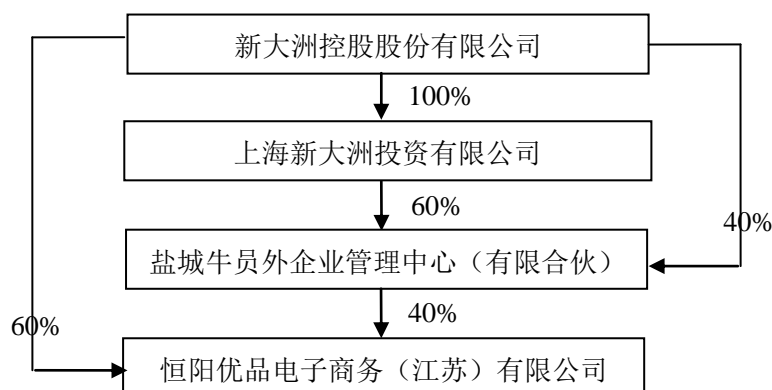 新大洲控股股份有限公司
100%
上海新大洲投资有限公司
60%
40%
盐城牛员外企业管理中心（有限合伙）
40%
60%
恒阳优品电子商务（江苏）有限公司